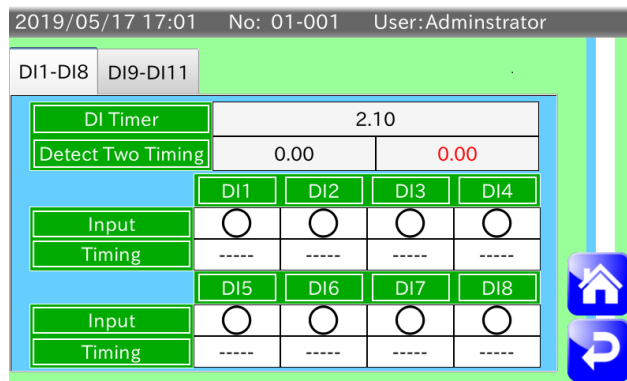 2019/05/17 17:01 No: 01-001 User:Adminstrator
DI1-DI8 DI9-DI11
DI Timer 2.10
Detect Two Timing 0.00 0.00
DI1 DI2 DI3 DI4
Input
Timing ----- ----- ----- -----
DI5 DI6 DI7 DI8
Input
Timing ----- ----- ----- -----